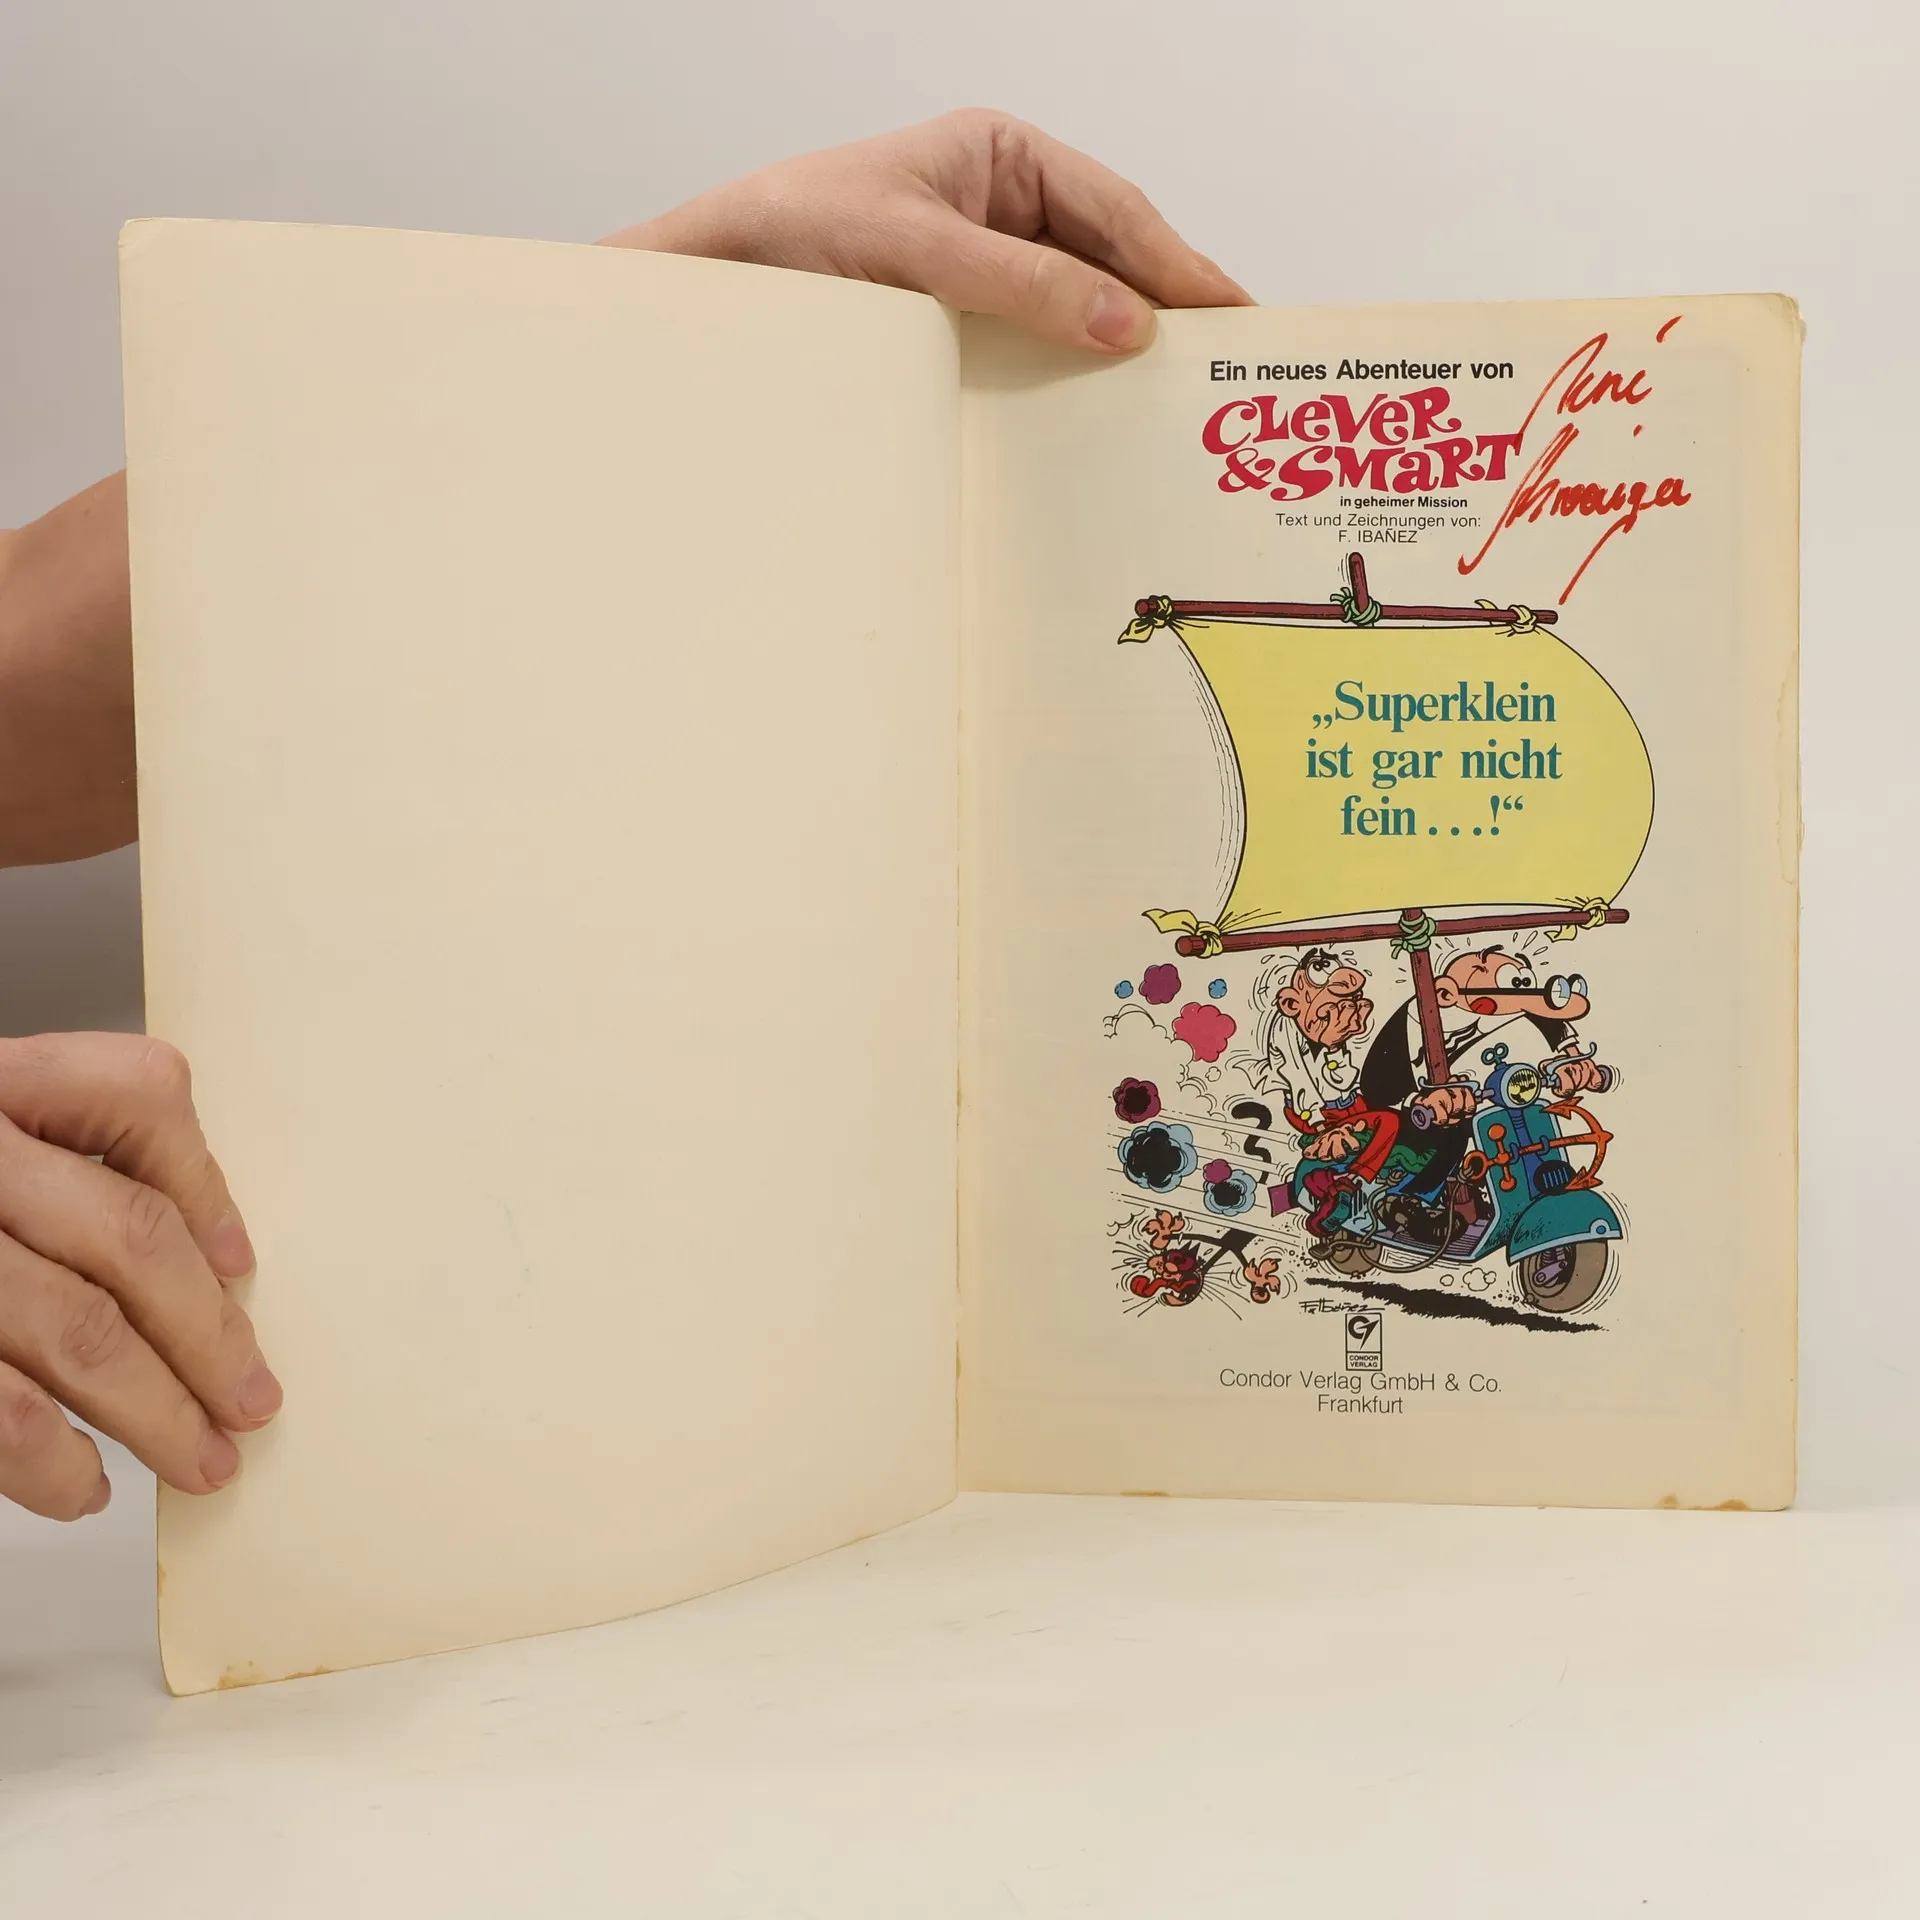 Ein neues Abenteuer von
CLeVeR
&SMaRT
in geheimer Mission
Text und Zeichnungen von:
F. IBAÑEZ
René
„Superklein
ist gar nicht
fein...!“
CONDOR
VERLAG
Condor Verlag GmbH & Co.
Frankfurt